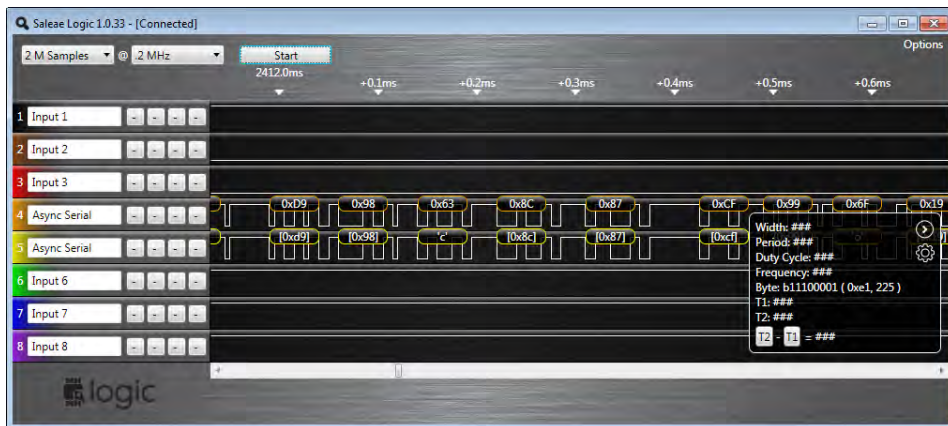 Saleae Logic 1.0.33 - [Connected]
2 M Samples @ 2 MHz Start Options
2412.0ms +0.1ms +0.2ms +0.3ms +0.4ms +0.5ms +0.6ms
1 Input 1 - - - -
2 Input 2 - - - -
3 Input 3 - - - -
4 Async Serial 0xD9 0x98 0x63 0x8C 0x87 0xCF 0x99 0x6F 0x19
5 Async Serial [0xd9] [0x98] 'c' [0x8c] [0x87] [0xcf]
6 Input 6 - - - -
7 Input 7 - - - -
8 Input 8 - - - -
Width: ###
Period: ###
Duty Cycle: ###
Frequency: ###
Byte: b11100001 ( 0xe1, 225 )
T1: ###
T2: ###
T2 - T1 = ###
logic